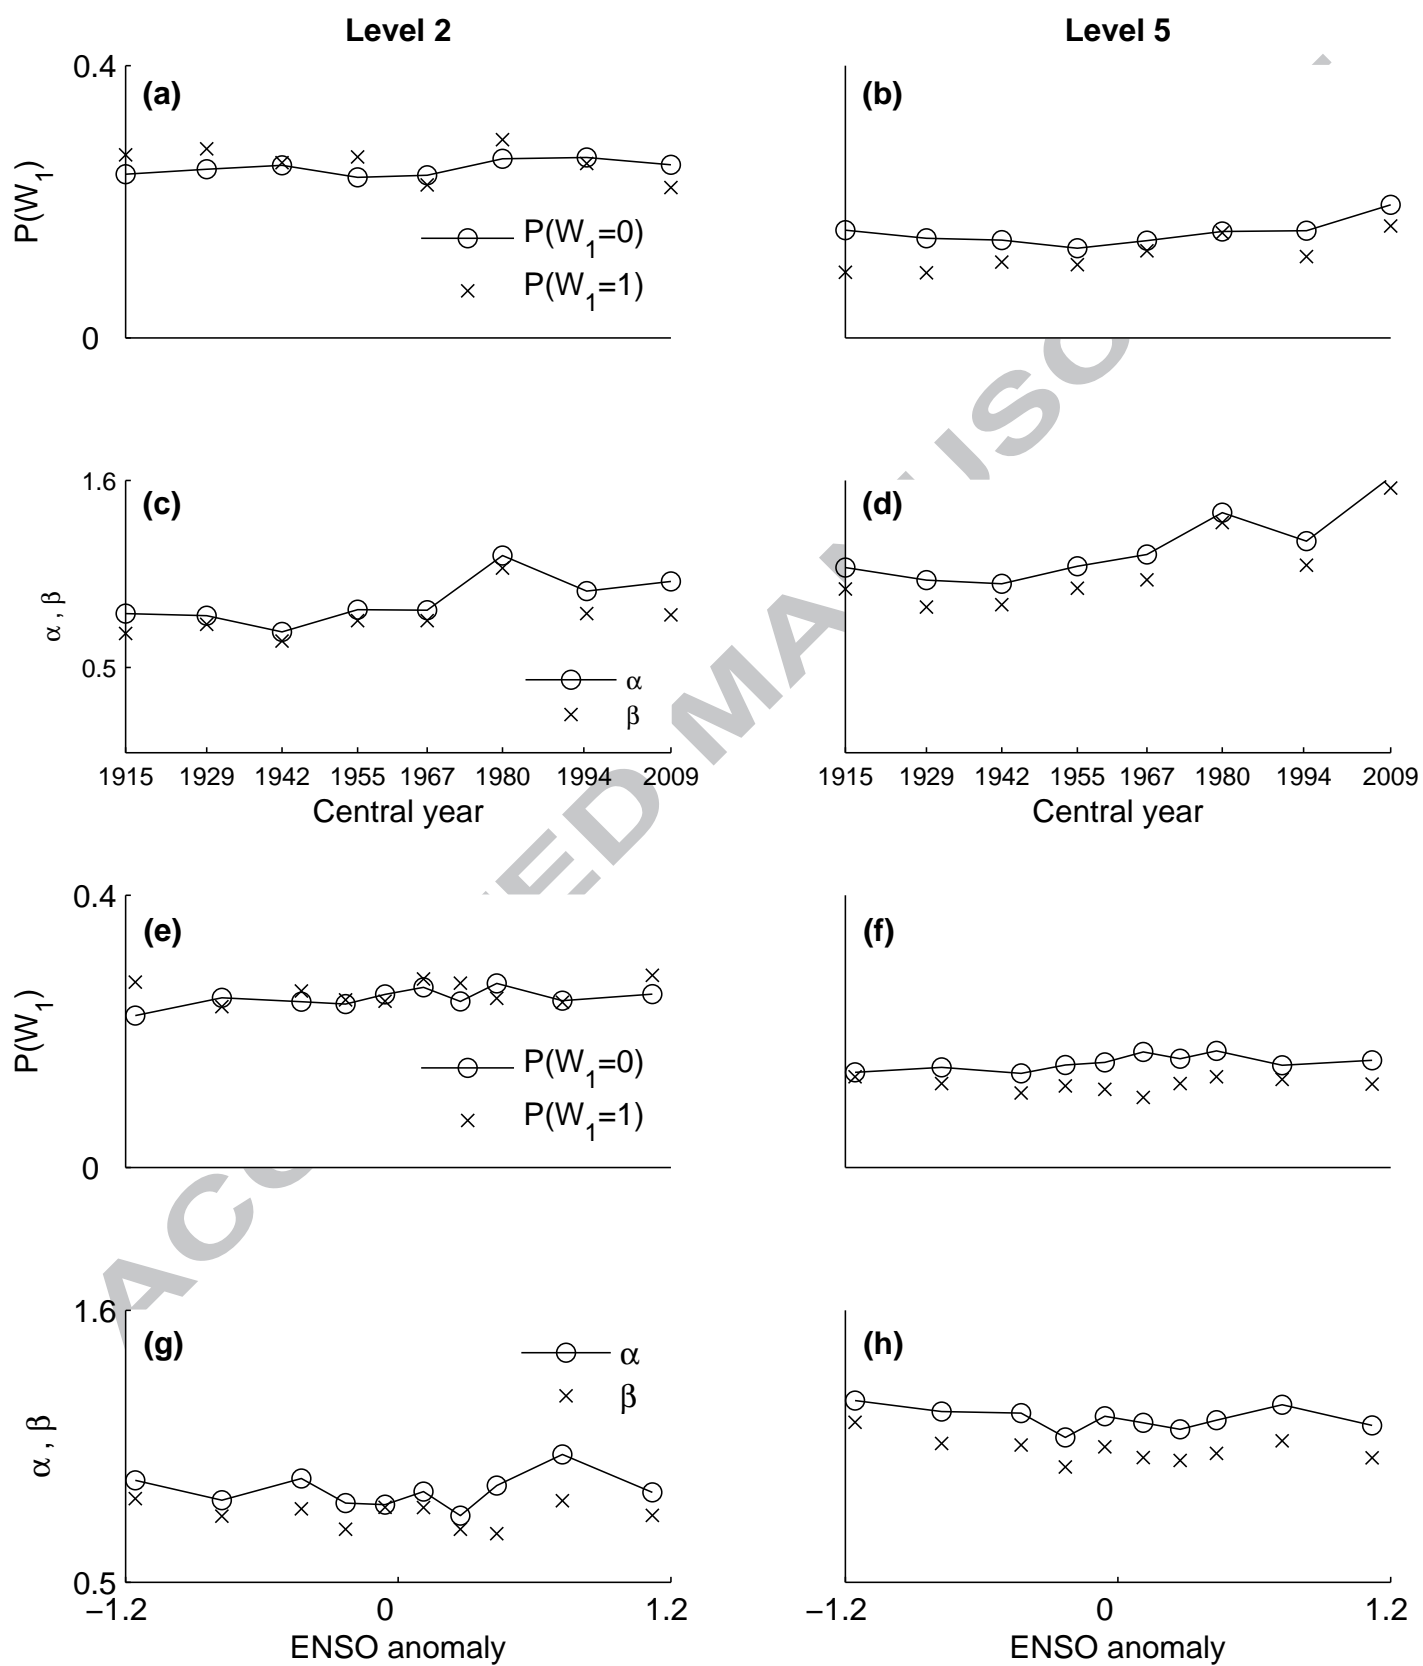 Level 2
Level 5
0.4
(a)
(b)
P(W1)
P(W1=0)
P(W1=1)
0
1.6
(c)
(d)
α , β
0.5
α
β
1915 1929 1942 1955 1967 1980 1994 2009
1915 1929 1942 1955 1967 1980 1994 2009
Central year
Central year
0.4
(e)
(f)
P(W1)
P(W1=0)
P(W1=1)
0
1.6
(g)
(h)
α
β
α , β
0.5
−1.2 0 1.2
−1.2 0 1.2
ENSO anomaly
ENSO anomaly